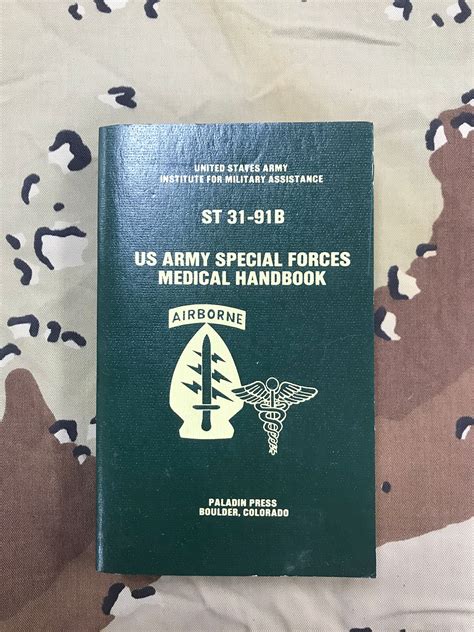 UNITED STATES ARMY
INSTITUTE FOR MILITARY ASSISTANCE
ST 31-91B
US ARMY SPECIAL FORCES
MEDICAL HANDBOOK
AIRBORNE
PALADIN PRESS
BOULDER, COLORADO